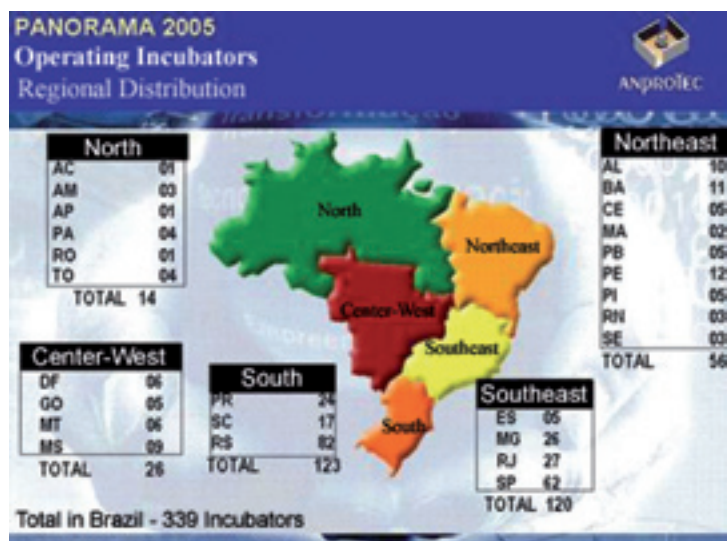 PANORAMA 2005
Operating Incubators
Regional Distribution
ANPROTEC
North
AC 01
AM 03
AP 01
PA 04
RO 01
TO 04
TOTAL 14
Northeast
AL 10
BA 11
CE 05
MA 02
PB 05
PE 12
PI 05
RN 03
SE 03
TOTAL 56
North
Northeast
Center-West
Southeast
South
Center-West
DF 06
GO 05
MT 06
MS 09
TOTAL 26
South
PR 24
SC 17
RS 82
TOTAL 123
Southeast
ES 05
MG 26
RJ 27
SP 62
TOTAL 120
Total in Brazil - 339 Incubators